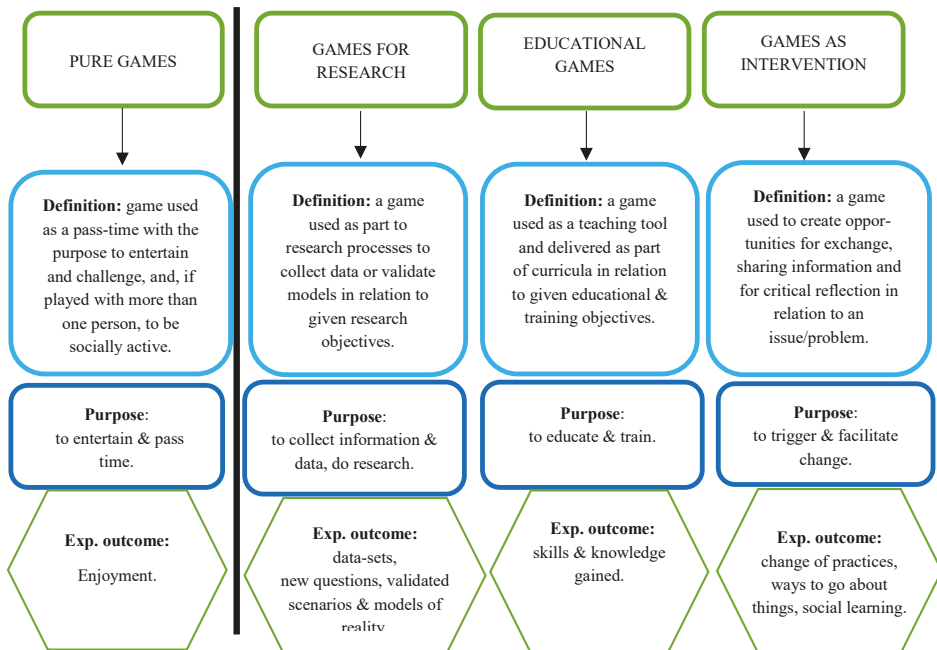 PURE GAMES
Definition: game used
as a pass-time with the
purpose to entertain
and challenge, and, if
played with more than
one person, to be
socially active.
Purpose:
to entertain & pass
time.
Exp. outcome:
Enjoyment.
GAMES FOR
RESEARCH
Definition: a game
used as part to
research processes to
collect data or validate
models in relation to
given research
objectives.
Purpose:
to collect information &
data, do research.
Exp. outcome:
data-sets,
new questions, validated
scenarios & models of
reality
EDUCATIONAL
GAMES
Definition: a game
used as a teaching tool
and delivered as part
of curricula in relation
to given educational &
training objectives.
Purpose:
to educate & train.
Exp. outcome:
skills & knowledge
gained.
GAMES AS
INTERVENTION
Definition: a game
used to create oppor-
tunities for exchange,
sharing information and
for critical reflection in
relation to an
issue/problem.
Purpose:
to trigger & facilitate
change.
Exp. outcome:
change of practices,
ways to go about
things, social learning.